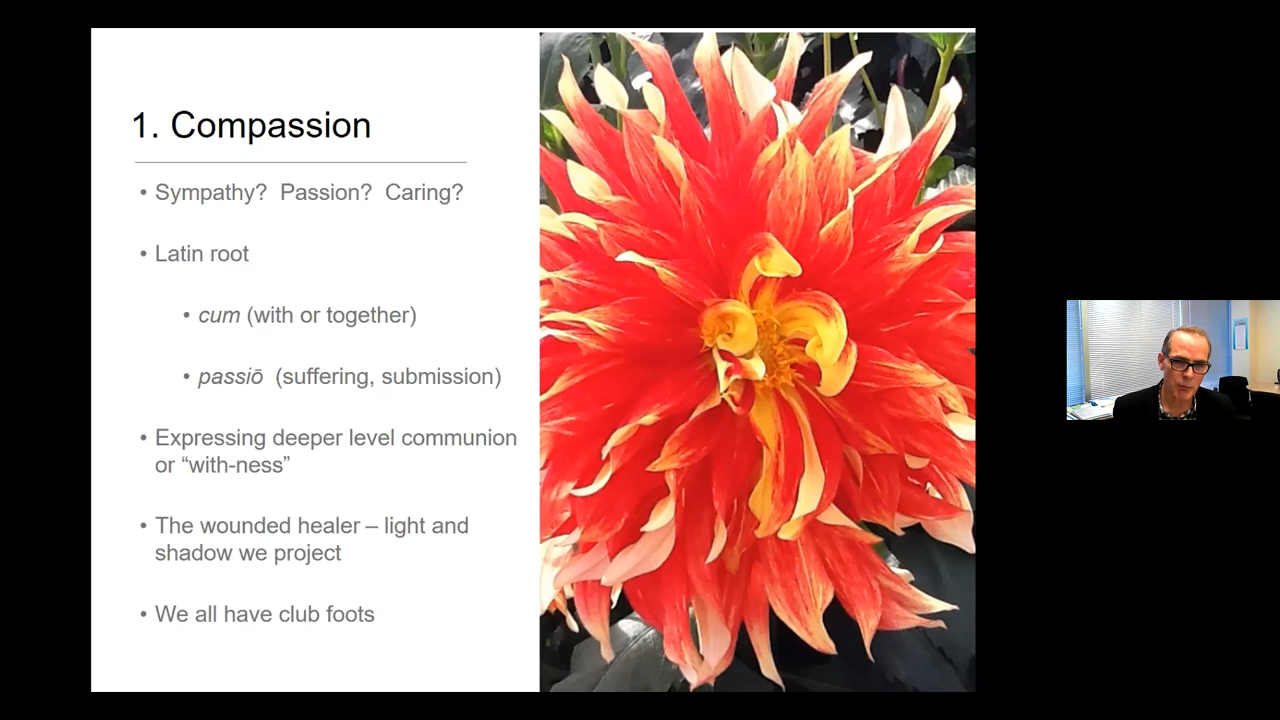 1. Compassion
• Sympathy?  Passion?  Caring?
• Latin root
• cum (with or together)
• passiō  (suffering, submission)
• Expressing deeper level communion
or “with-ness”
• The wounded healer – light and
shadow we project
• We all have club foots